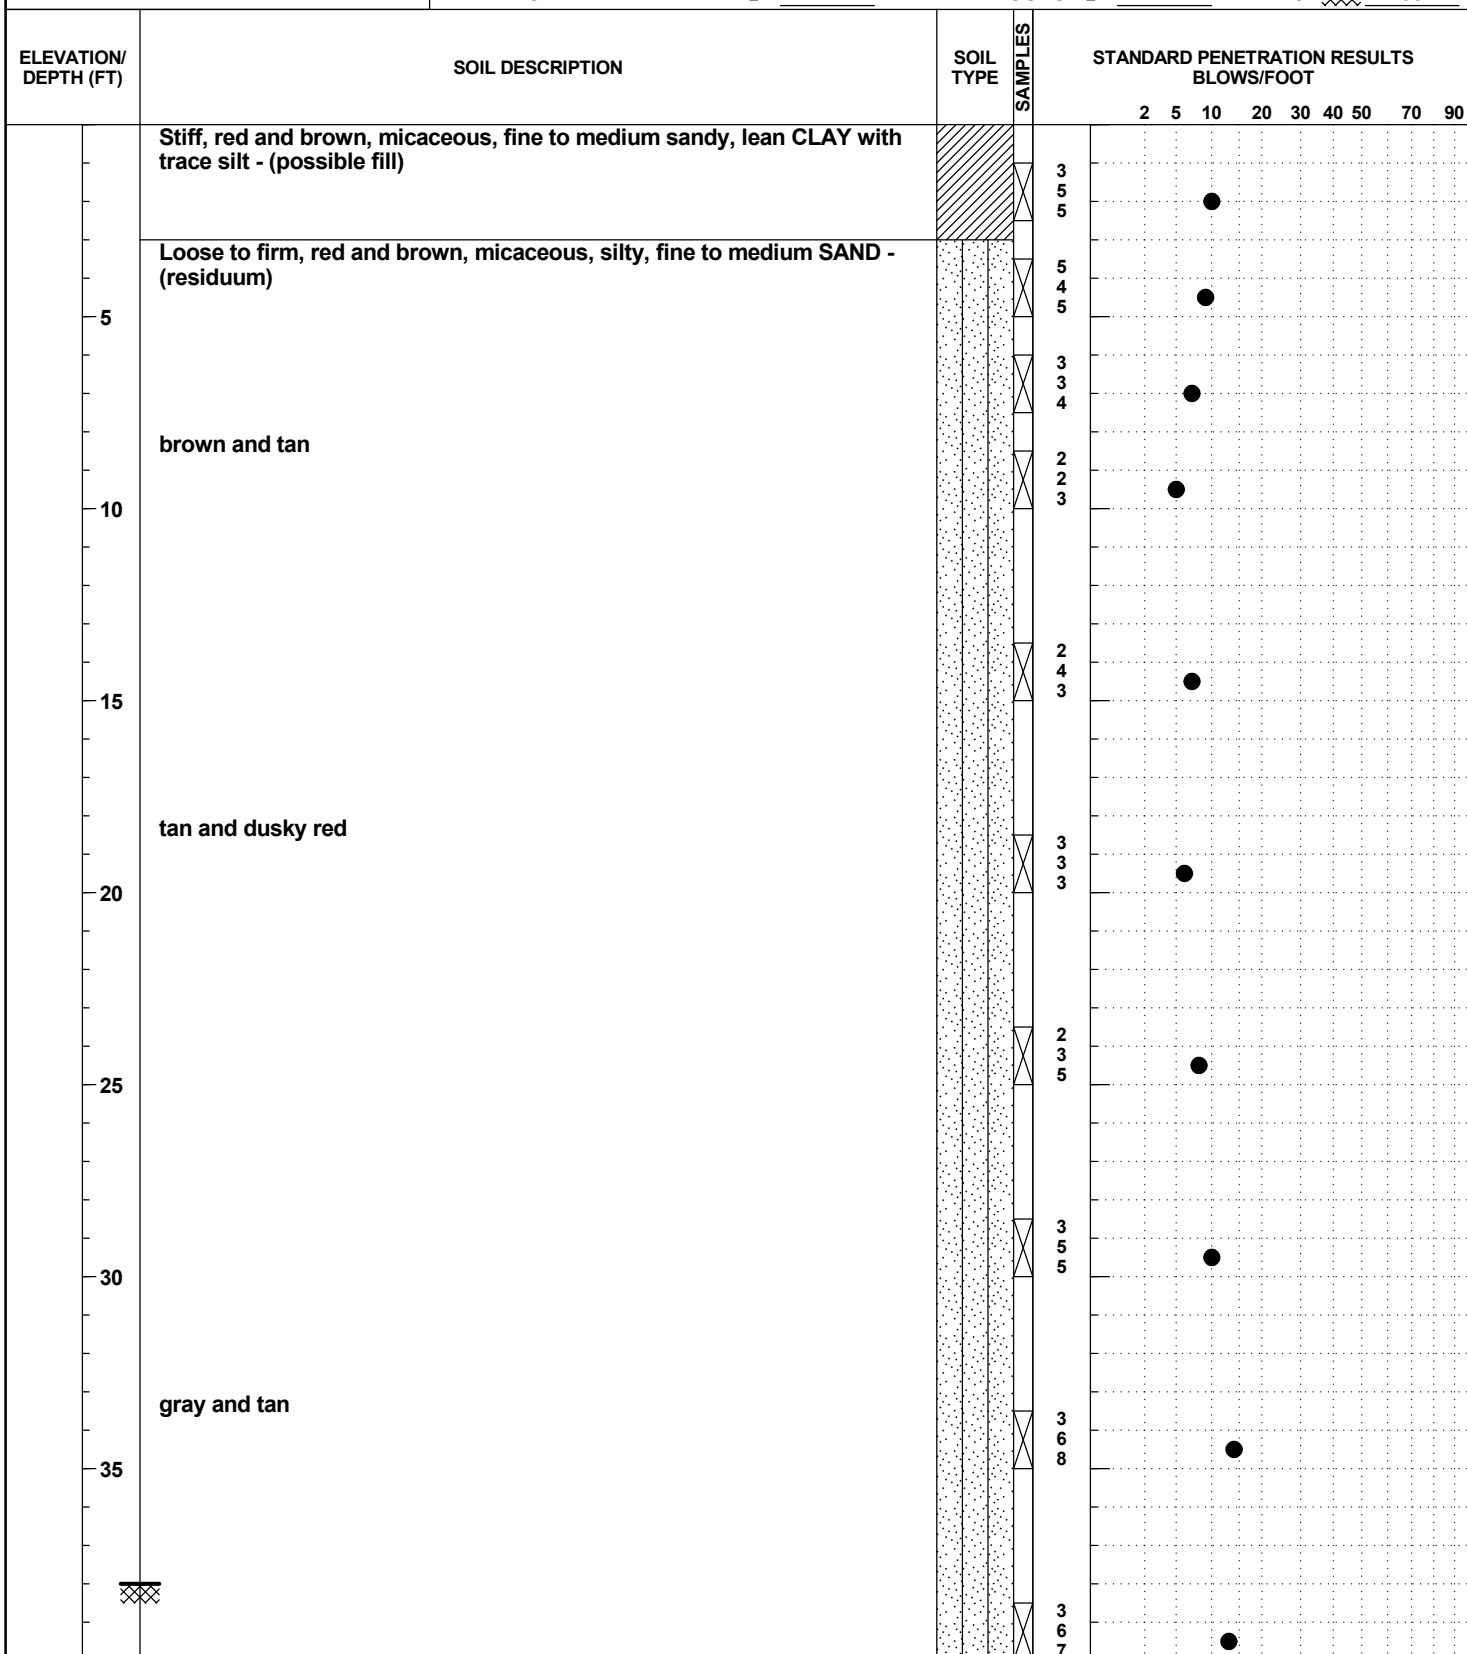 ELEVATION/
DEPTH (FT)
SOIL DESCRIPTION
SOIL
TYPE
SAMPLES
STANDARD PENETRATION RESULTS
BLOWS/FOOT
2 5 10 20 30 40 50 70 90
Stiff, red and brown, micaceous, fine to medium sandy, lean CLAY with
trace silt - (possible fill)
3
5
5
Loose to firm, red and brown, micaceous, silty, fine to medium SAND -
(residuum)
5
4
5
5
3
3
4
brown and tan
2
2
3
10
2
4
3
15
tan and dusky red
3
3
3
20
2
3
5
25
3
5
5
30
gray and tan
3
6
8
35
3
6
7